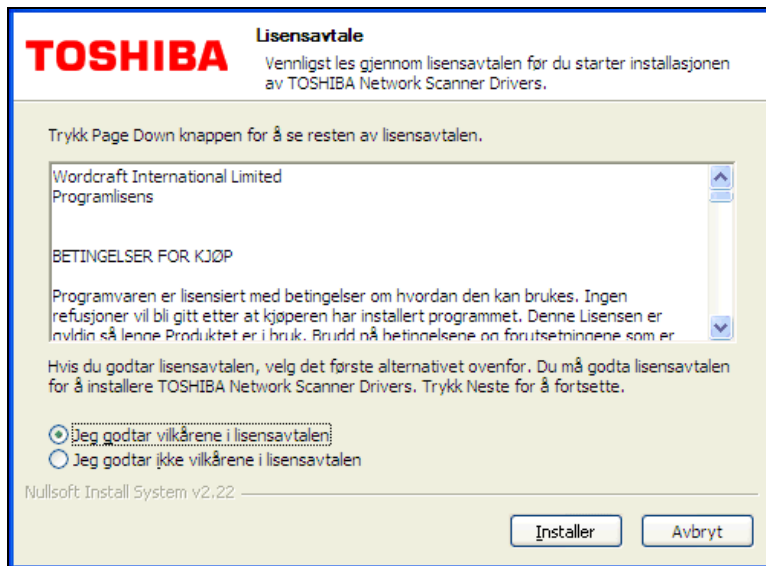 TOSHIBA
Lisensavtale
Vennligst les gjennom lisensavtalen før du starter installasjonen
av TOSHIBA Network Scanner Drivers.
Trykk Page Down knappen for å se resten av lisensavtalen.
Wordcraft International Limited
Programlisens
BETINGELSER FOR KJØP
Programvaren er lisensiert med betingelser om hvordan den kan brukes. Ingen
refusjoner vil bli gitt etter at kjøperen har installert programmet. Denne Lisensen er
gyldig så lenge Produktet er i bruk. Brudd på betingelsene og forutsetningene som er
Hvis du godtar lisensavtalen, velg det første alternativet ovenfor. Du må godta lisensavtalen
for å installere TOSHIBA Network Scanner Drivers. Trykk Neste for å fortsette.
Jeg godtar vilkårene i lisensavtalen
Jeg godtar ikke vilkårene i lisensavtalen
Nullsoft Install System v2.22
Installer
Avbryt